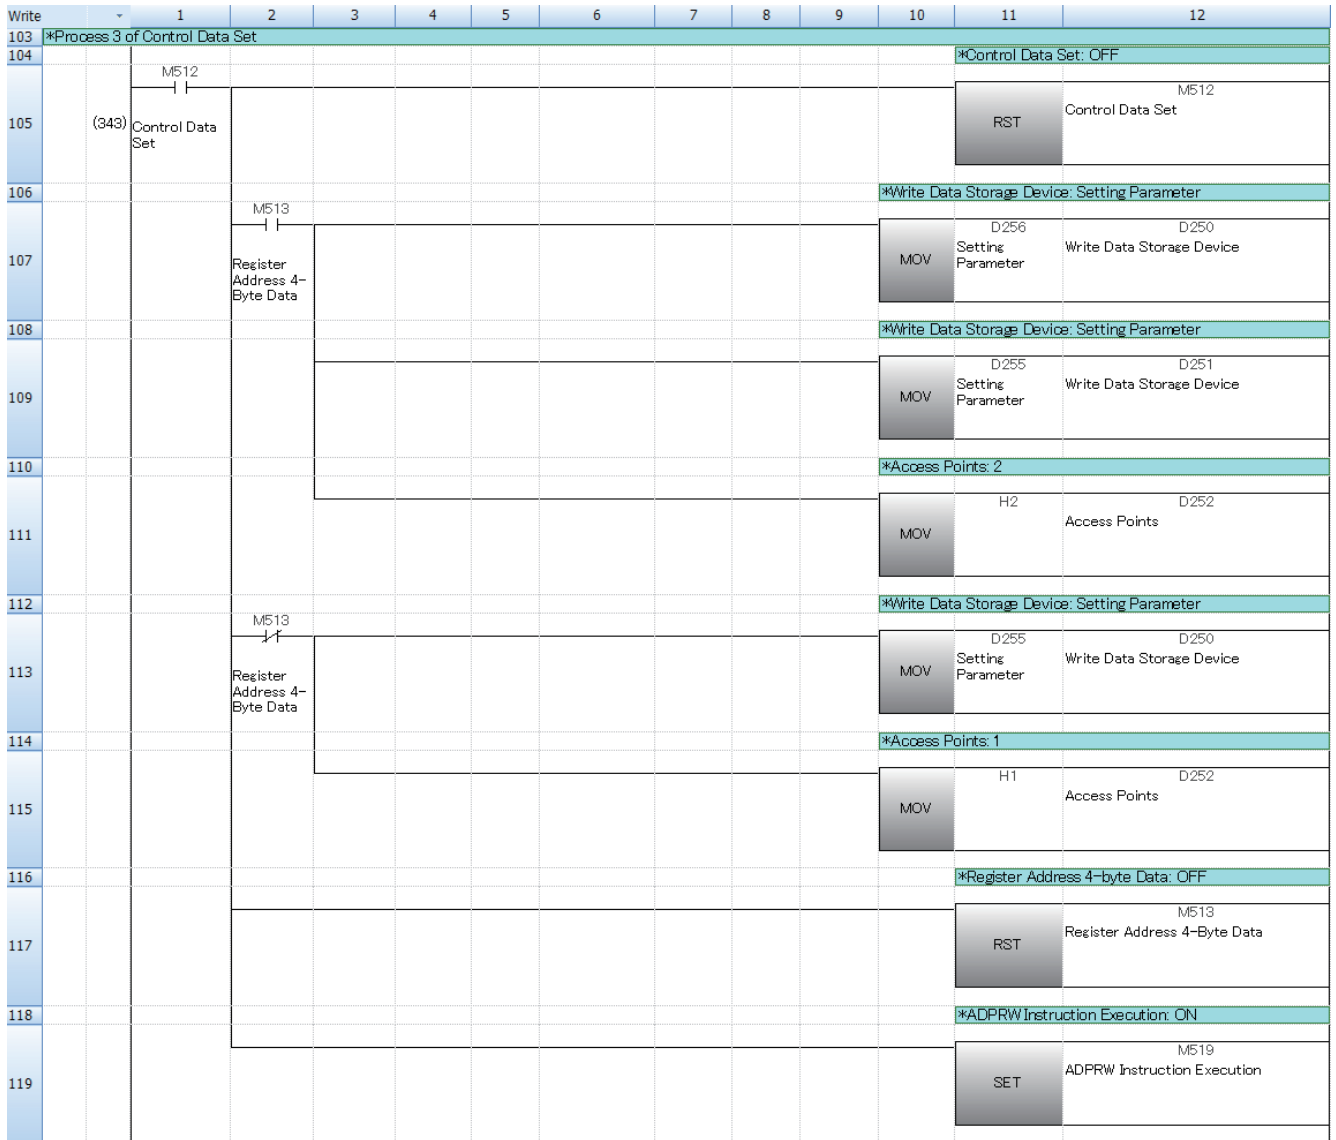 Write 1 2 3 4 5 6 7 8 9 10 11 12
103 *Process 3 of Control Data Set
104 *Control Data Set: OFF
M512
M512
Control Data Set
105 (343) RST
Control Data
Set
106 *Write Data Storage Device: Setting Parameter
M513
D256 D250
Setting Write Data Storage Device
Parameter
107 MOV
Register
Address 4-
Byte Data
108 *Write Data Storage Device: Setting Parameter
D255 D251
Setting Write Data Storage Device
Parameter
109 MOV
110 *Access Points: 2
H2 D252
Access Points
111 MOV
112 *Write Data Storage Device: Setting Parameter
M513
D255 D250
Setting Write Data Storage Device
Parameter
113 MOV
Register
Address 4-
Byte Data
114 *Access Points: 1
H1 D252
Access Points
115 MOV
116 *Register Address 4-byte Data: OFF
M513
Register Address 4-Byte Data
117 RST
118 *ADPRW Instruction Execution: ON
M519
ADPRW Instruction Execution
119 SET